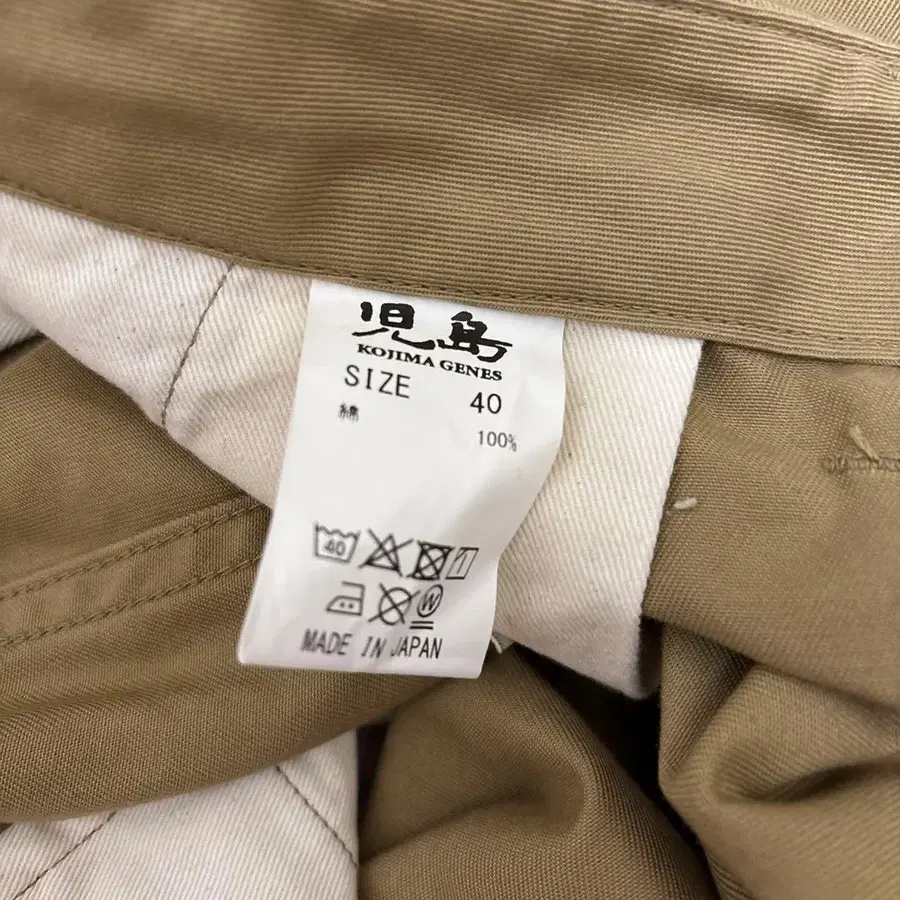 児島
KOJIMA GENES
SIZE 40
綿
100%
40
W
MADE IN JAPAN